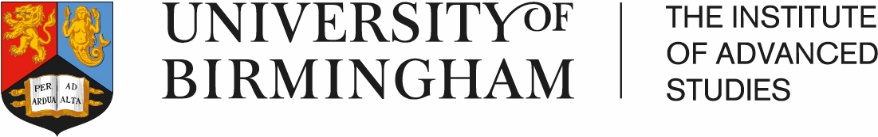 PER AD
ARDUA ALTA
UNIVERSITY OF
BIRMINGHAM
THE INSTITUTE
OF ADVANCED
STUDIES